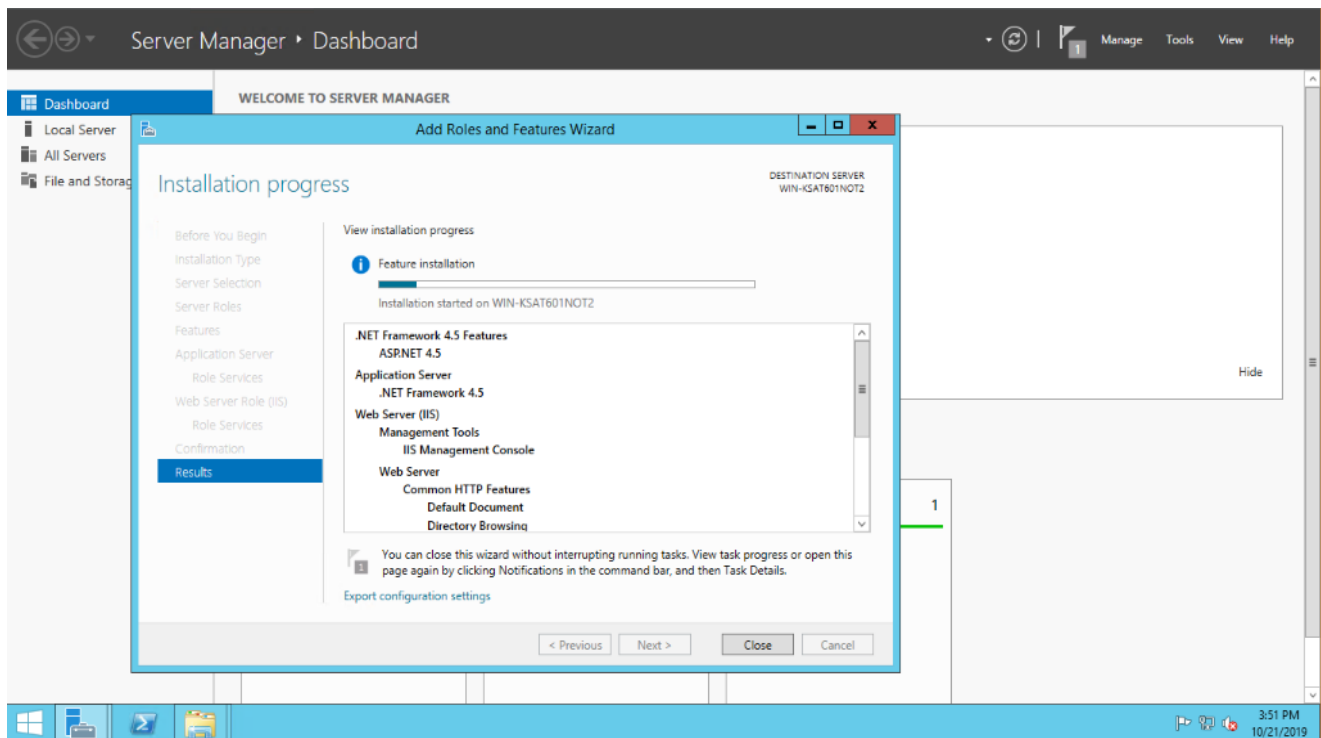 Server Manager ‣ Dashboard
1
Manage
Tools
View
Help
Dashboard
Local Server
All Servers
File and Storag
WELCOME TO SERVER MANAGER
Add Roles and Features Wizard
Installation progress
DESTINATION SERVER
WIN-KSAT601NOT2
Before You Begin
Installation Type
Server Selection
Server Roles
Features
Application Server
Role Services
Web Server Role (IIS)
Role Services
Confirmation
Results
View installation progress
Feature installation
Installation started on WIN-KSAT601NOT2
.NET Framework 4.5 Features
ASP.NET 4.5
Application Server
.NET Framework 4.5
Web Server (IIS)
Management Tools
IIS Management Console
Web Server
Common HTTP Features
Default Document
Directory Browsing
1
You can close this wizard without interrupting running tasks. View task progress or open this
page again by clicking Notifications in the command bar, and then Task Details.
Export configuration settings
< Previous
Next >
Close
Cancel
Hide
1
3:51 PM
10/21/2019